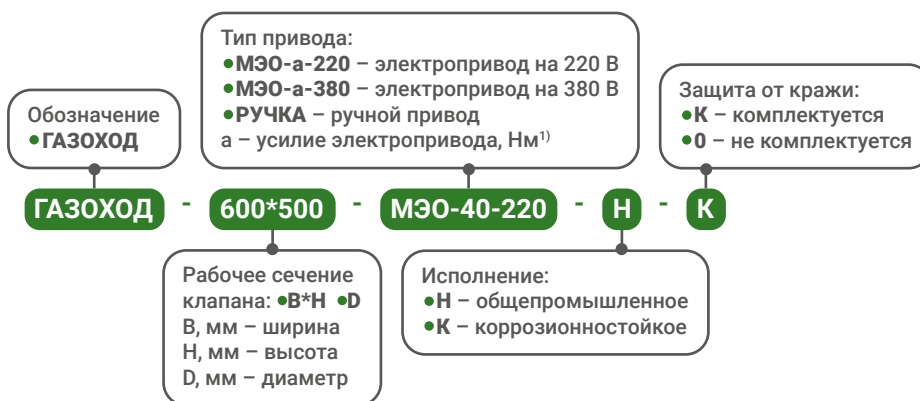 Тип привода:
•МЭО-а-220 – электропривод на 220 В
•МЭО-а-380 – электропривод на 380 В
•РУЧКА – ручной привод
а – усилие электропривода, Нм¹⁾
Обозначение
•ГАЗОХОД
Защита от кражи:
•К – комплектуется
•0 – не комплектуется
ГАЗОХОД - 600*500 - МЭО-40-220 - Н - К
Рабочее сечение
клапана: •B*H •D
B, мм – ширина
H, мм – высота
D, мм – диаметр
Исполнение:
•Н – общепромышленное
•К – коррозионностойкое